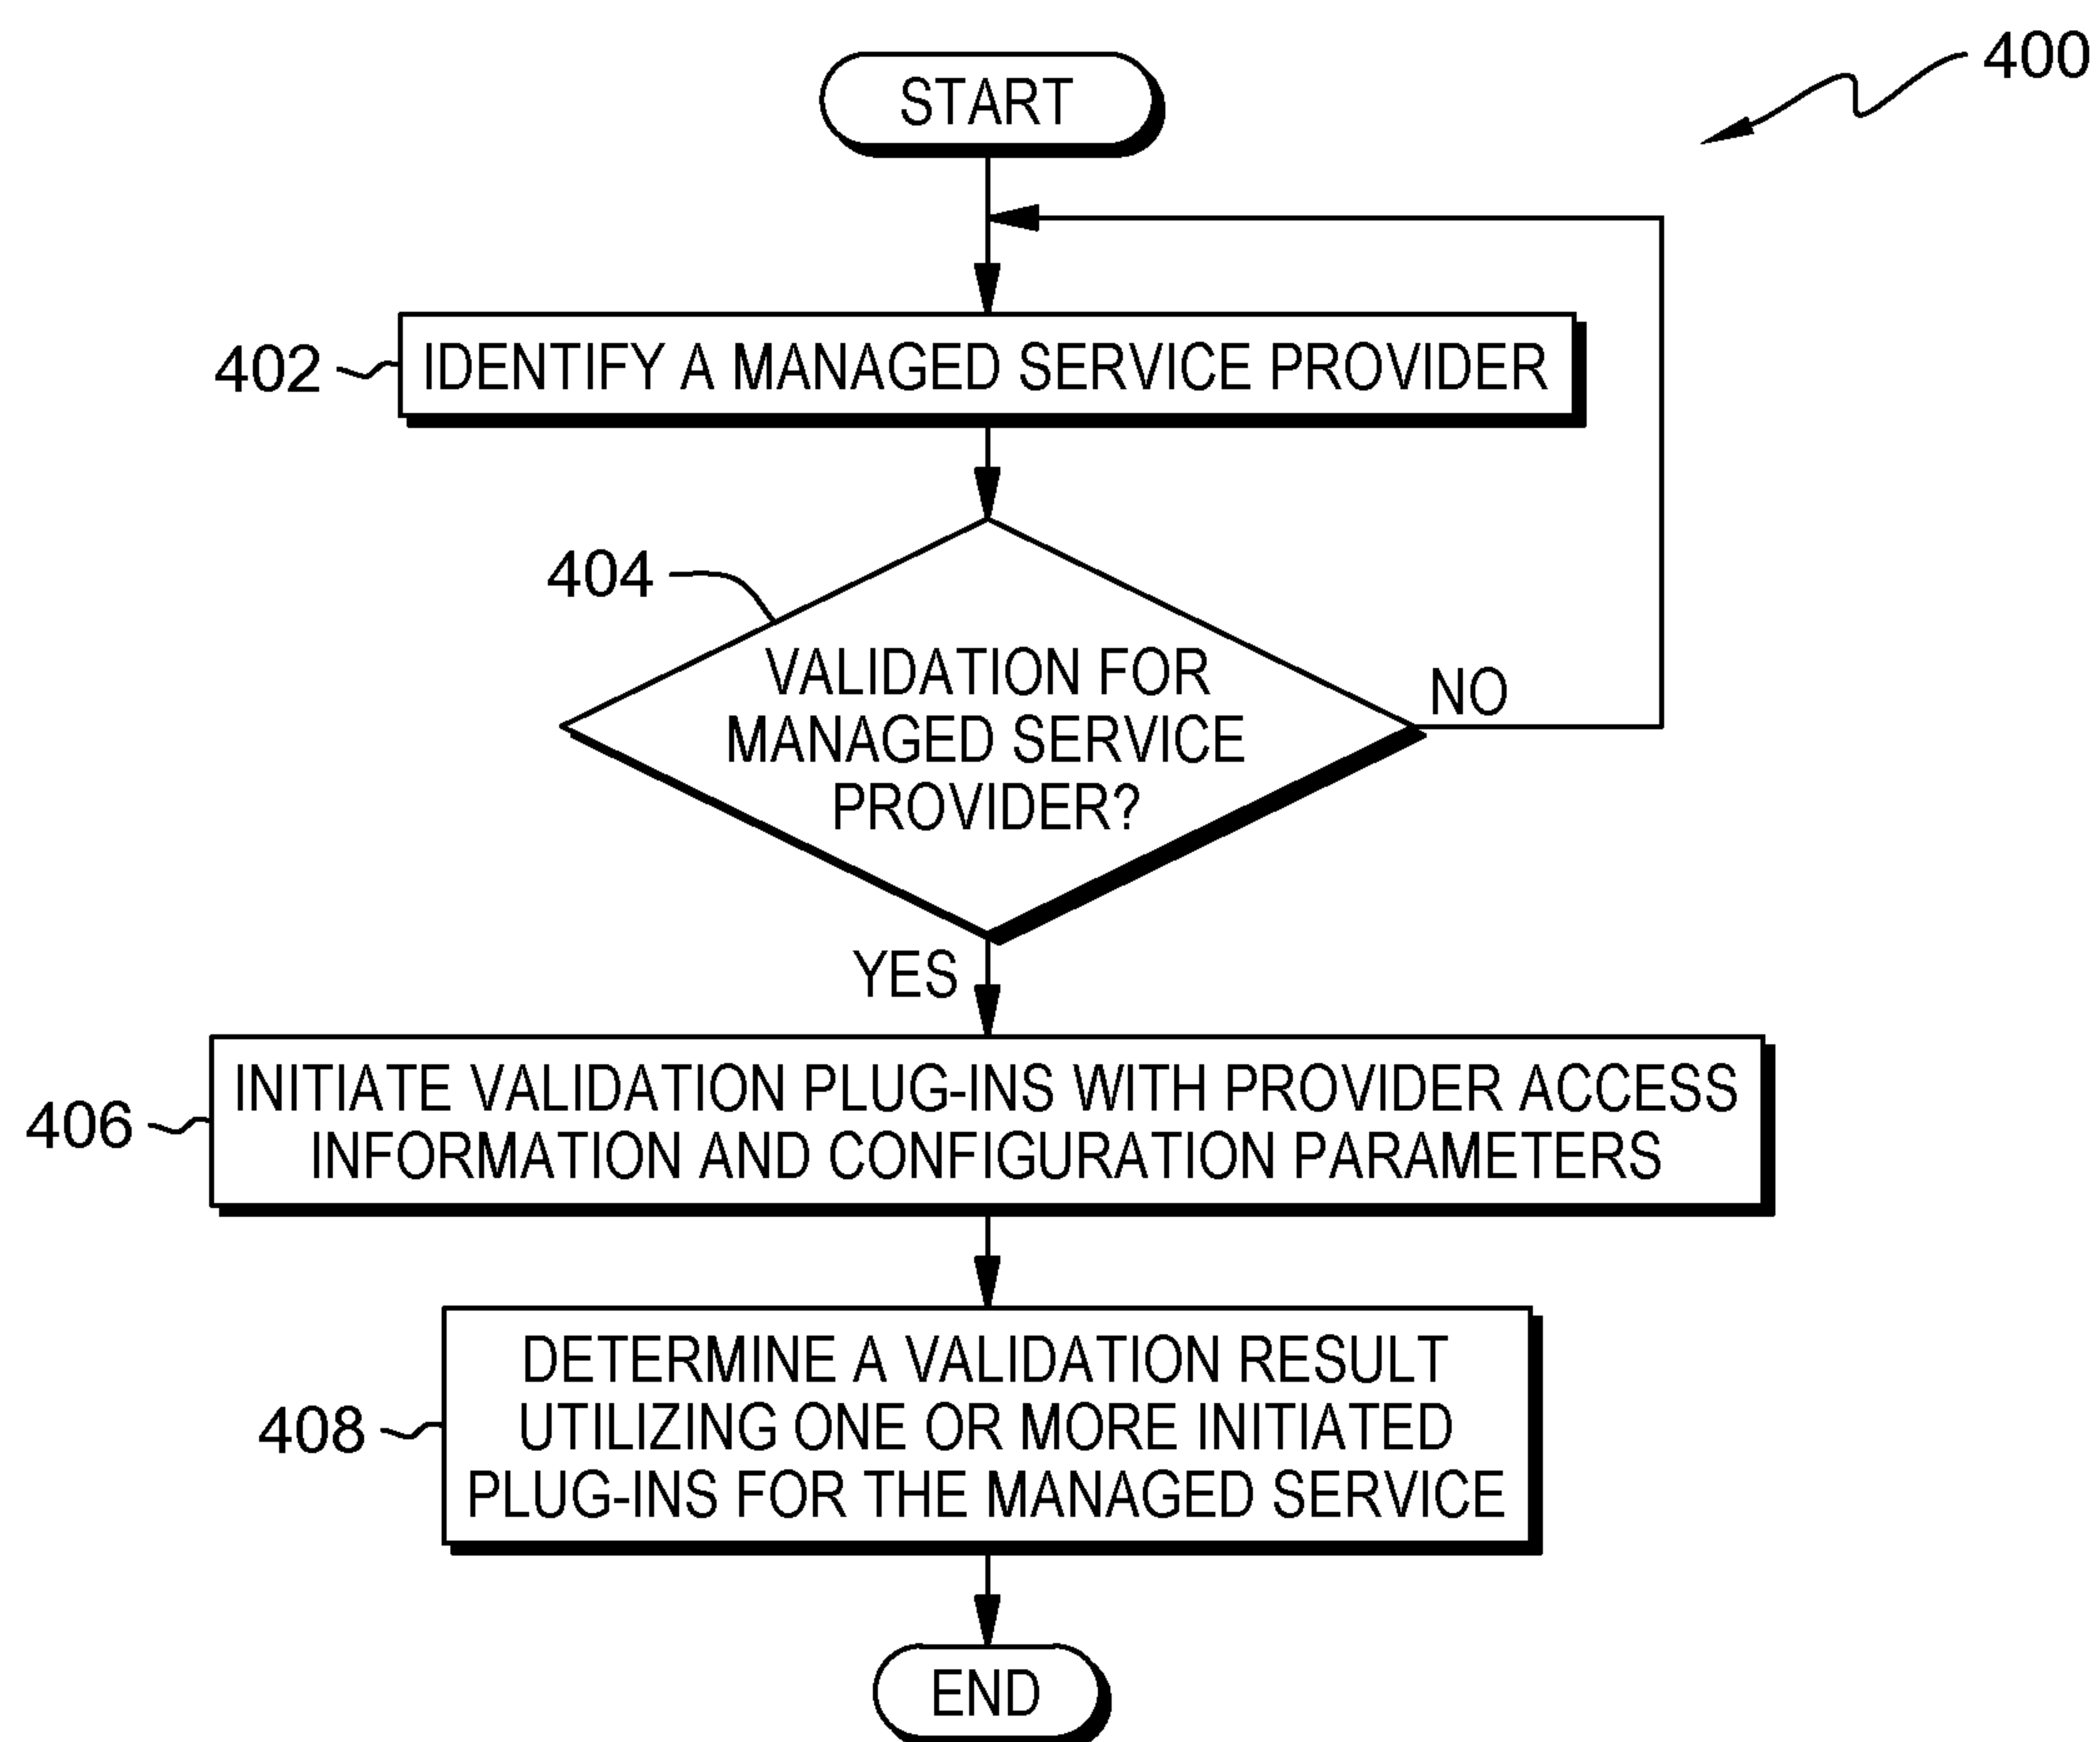 400
START
402
IDENTIFY A MANAGED SERVICE PROVIDER
404
VALIDATION FOR
MANAGED SERVICE
PROVIDER?
NO
YES
406
INITIATE VALIDATION PLUG-INS WITH PROVIDER ACCESS
INFORMATION AND CONFIGURATION PARAMETERS
408
DETERMINE A VALIDATION RESULT
UTILIZING ONE OR MORE INITIATED
PLUG-INS FOR THE MANAGED SERVICE
END